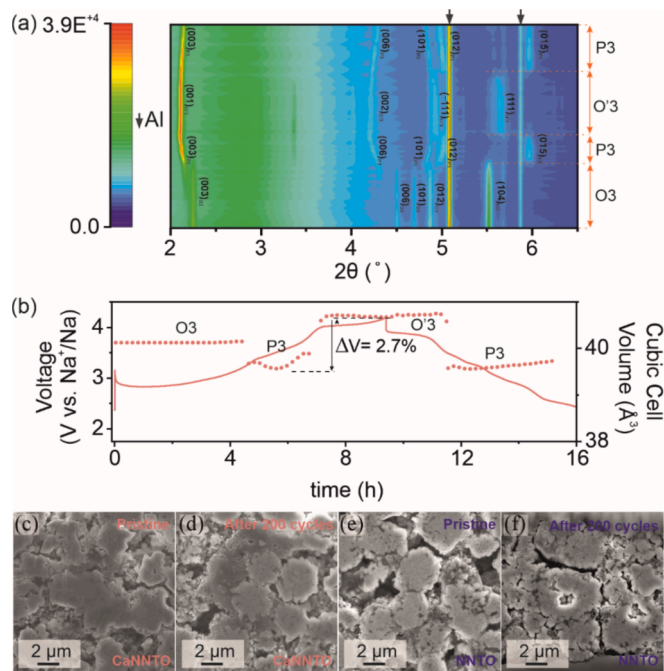 (a)
3.9E⁺⁴
Al
0.0
(003)
(001)
(003)
(003)
(006)
(002)
(006)
(006)
(101)
(101)
(101)
(012)
(-111)
(012)
(012)
(015)
(111)
(015)
(104)
P3
O'3
P3
O3
2 3 4 5 6
2θ (°)
(b)
Voltage
(V vs. Na⁺/Na)
4
3
2
O3
P3
ΔV= 2.7%
O'3
P3
40
38
Cubic Cell
Volume (Å³)
0 4 8 12 16
time (h)
(c) Pristine
2 μm CaNNTO
(d) After 200 cycles
2 μm CaNNTO
(e) Pristine
2 μm NNTO
(f) After 200 cycles
2 μm NNTO